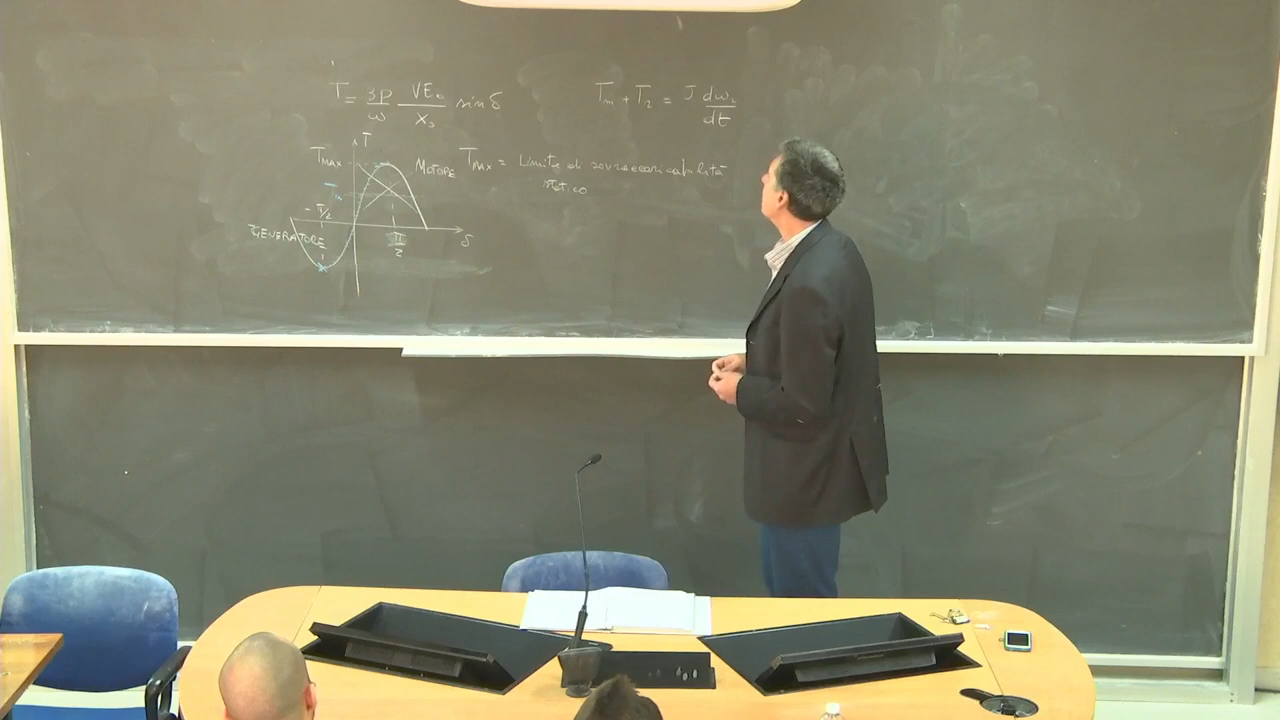 T = 3p/ω VE₀/Xs sin δ
Tm + T2 = J dωr/dt
T
TMAX
MOTORE
TMAX = Limite di sovraccaricabilità
statico
- π/2
GENERATORE
π/2
δ